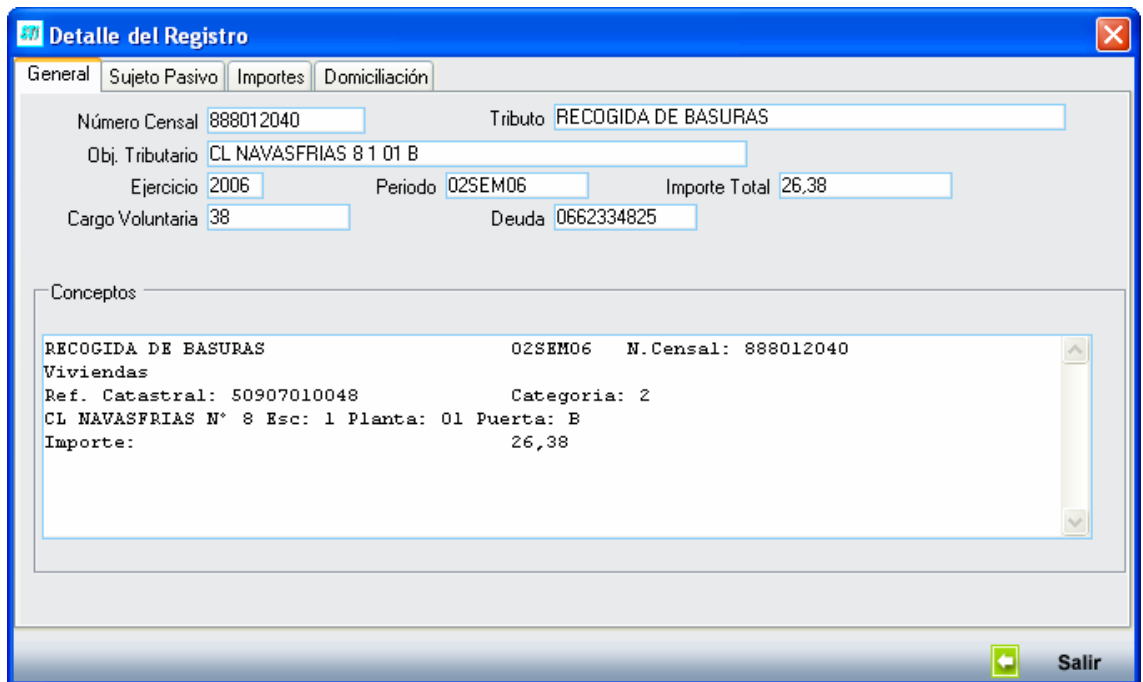 STI Detalle del Registro
General Sujeto Pasivo Importes Domiciliación
Número Censal 888012040 Tributo RECOGIDA DE BASURAS
Obj. Tributario CL NAVASFRIAS 8 1 01 B
Ejercicio 2006 Periodo 02SEM06 Importe Total 26,38
Cargo Voluntaria 38 Deuda 0662334825
Conceptos
RECOGIDA DE BASURAS 02SEM06 N.Censal: 888012040
Viviendas
Ref. Catastral: 50907010048 Categoria: 2
CL NAVASFRIAS N° 8 Esc: 1 Planta: 01 Puerta: B
Importe: 26,38
Salir